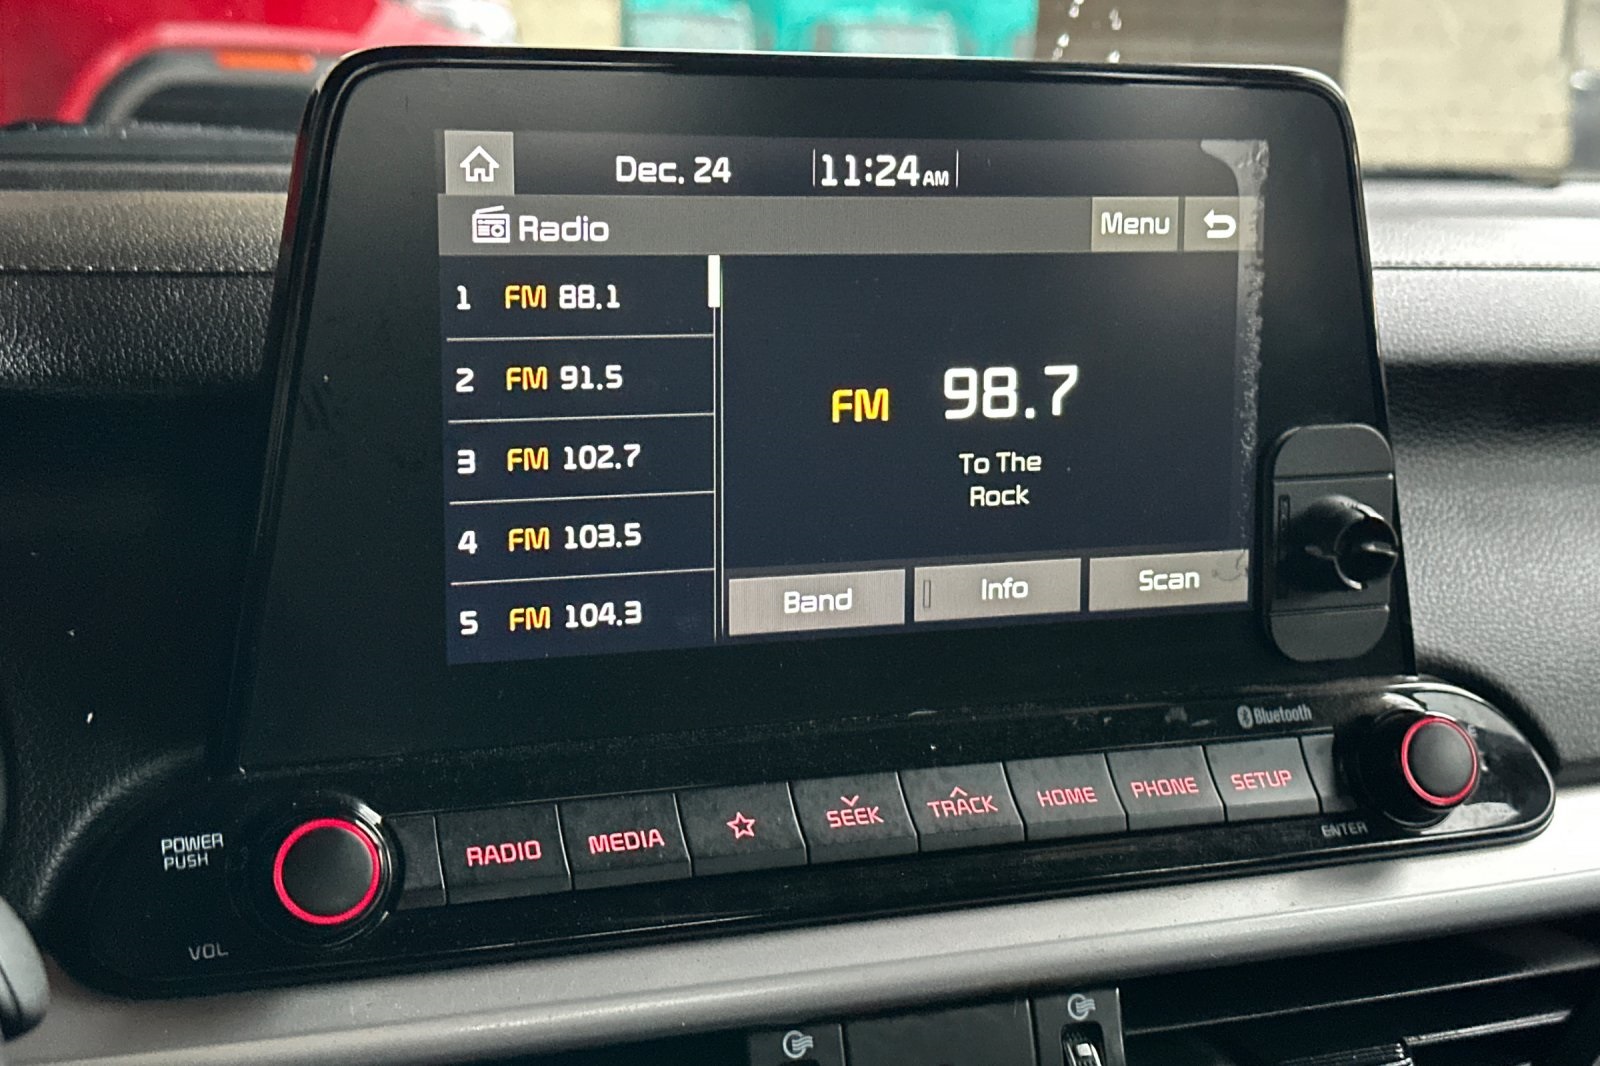 Dec. 24 11:24 AM
Radio Menu
1 FM 88.1
2 FM 91.5
3 FM 102.7
4 FM 103.5
5 FM 104.3
FM 98.7
To The
Rock
Band Info Scan
Bluetooth
POWER
PUSH
VOL
RADIO MEDIA SEEK TRACK HOME PHONE SETUP
ENTER